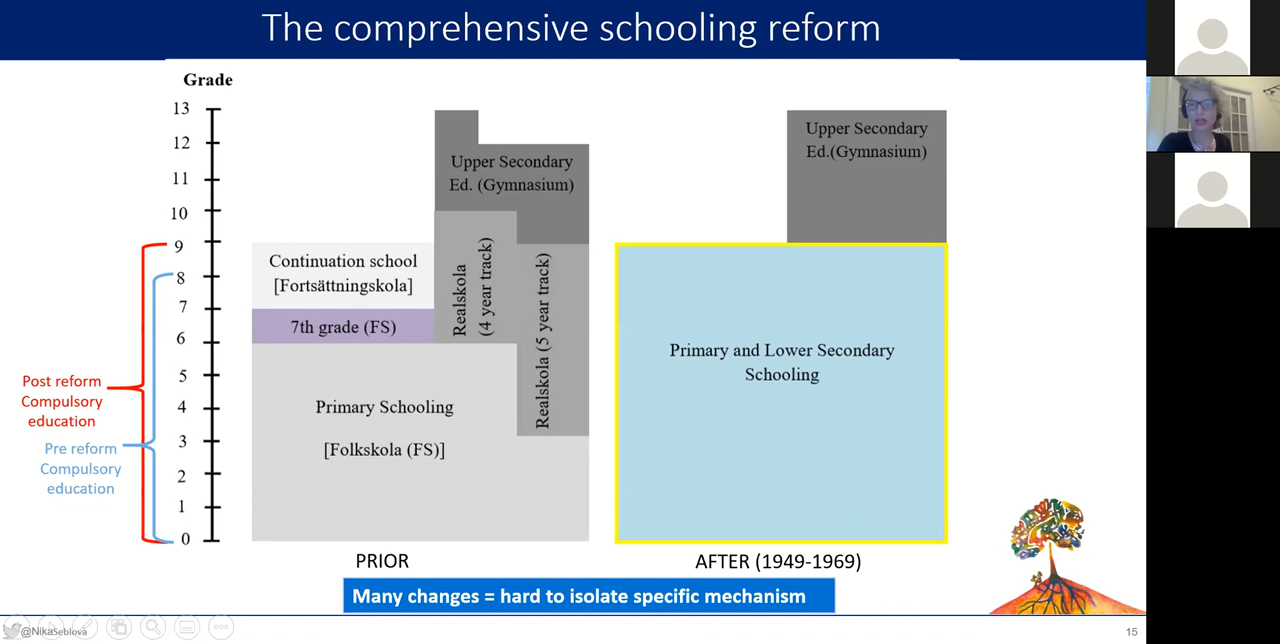 The comprehensive schooling reform
Grade
13
12
11
10
9
8
7
6
5
4
3
2
1
0
Post reform
Compulsory
education
Pre reform
Compulsory
education
Continuation school
[Fortsättningskola]
7th grade (FS)
Primary Schooling
[Folkskola (FS)]
Realskola
(4 year track)
Realskola (5 year track)
Upper Secondary
Ed. (Gymnasium)
PRIOR
Upper Secondary
Ed.(Gymnasium)
Primary and Lower Secondary
Schooling
AFTER (1949-1969)
Many changes = hard to isolate specific mechanism
@NikaSeblova
15